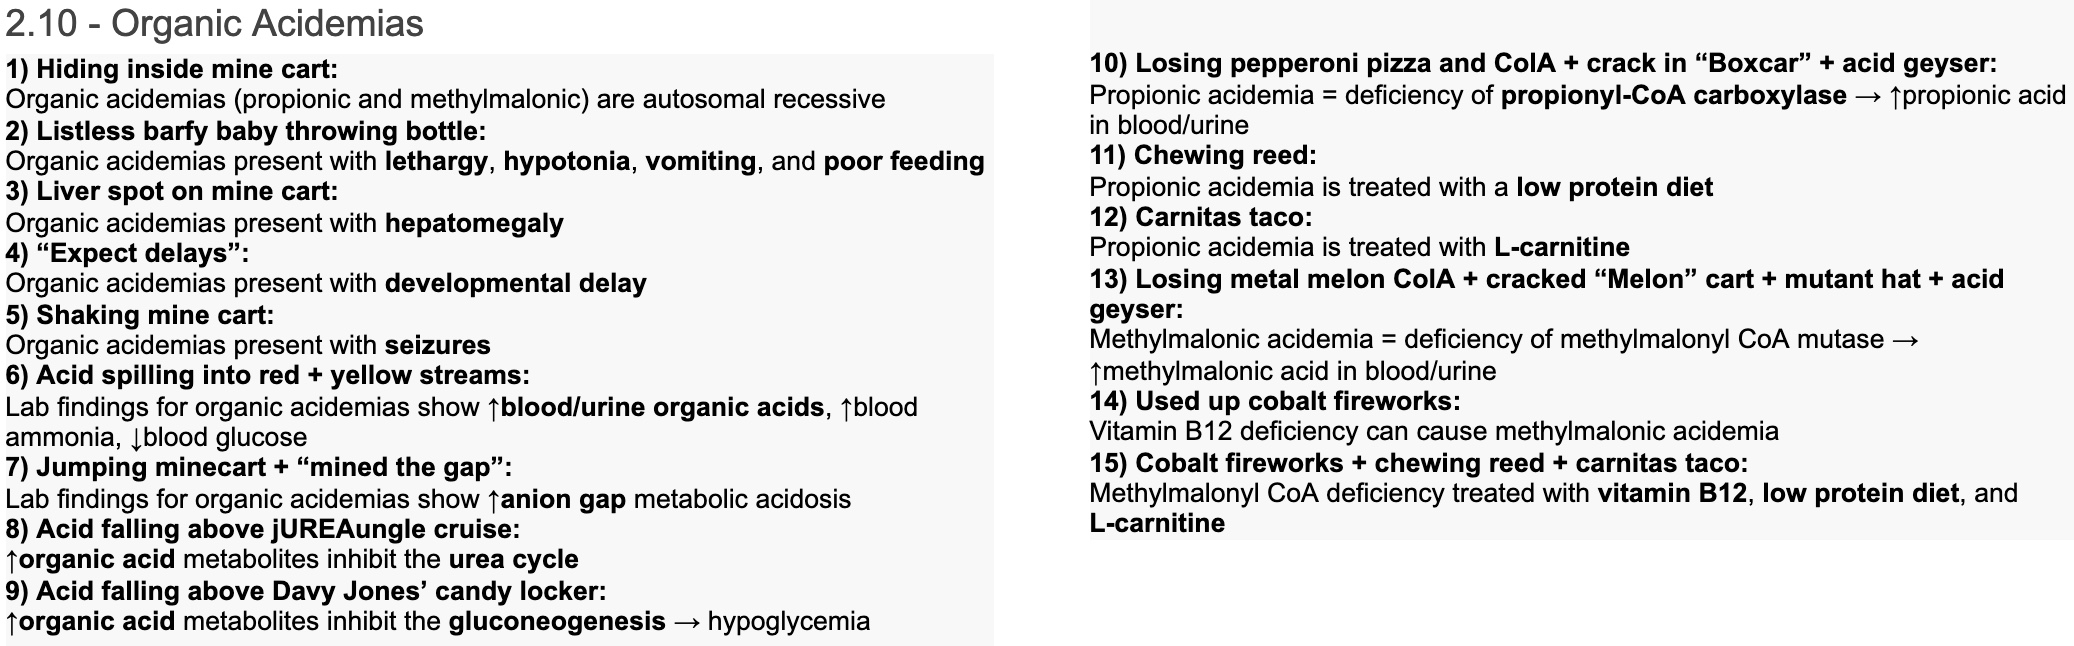 2.10 - Organic Acidemias
1) Hiding inside mine cart:
Organic acidemias (propionic and methylmalonic) are autosomal recessive
2) Listless barfy baby throwing bottle:
Organic acidemias present with lethargy, hypotonia, vomiting, and poor feeding
3) Liver spot on mine cart:
Organic acidemias present with hepatomegaly
4) “Expect delays”:
Organic acidemias present with developmental delay
5) Shaking mine cart:
Organic acidemias present with seizures
6) Acid spilling into red + yellow streams:
Lab findings for organic acidemias show ↑blood/urine organic acids, ↑blood
ammonia, ↓blood glucose
7) Jumping minecart + “mined the gap”:
Lab findings for organic acidemias show ↑anion gap metabolic acidosis
8) Acid falling above jUREAungle cruise:
↑organic acid metabolites inhibit the urea cycle
9) Acid falling above Davy Jones’ candy locker:
↑organic acid metabolites inhibit the gluconeogenesis → hypoglycemia
10) Losing pepperoni pizza and ColA + crack in “Boxcar” + acid geyser:
Propionic acidemia = deficiency of propionyl-CoA carboxylase → ↑propionic acid
in blood/urine
11) Chewing reed:
Propionic acidemia is treated with a low protein diet
12) Carnitas taco:
Propionic acidemia is treated with L-carnitine
13) Losing metal melon ColA + cracked “Melon” cart + mutant hat + acid
geyser:
Methylmalonic acidemia = deficiency of methylmalonyl CoA mutase →
↑methylmalonic acid in blood/urine
14) Used up cobalt fireworks:
Vitamin B12 deficiency can cause methylmalonic acidemia
15) Cobalt fireworks + chewing reed + carnitas taco:
Methylmalonyl CoA deficiency treated with vitamin B12, low protein diet, and
L-carnitine